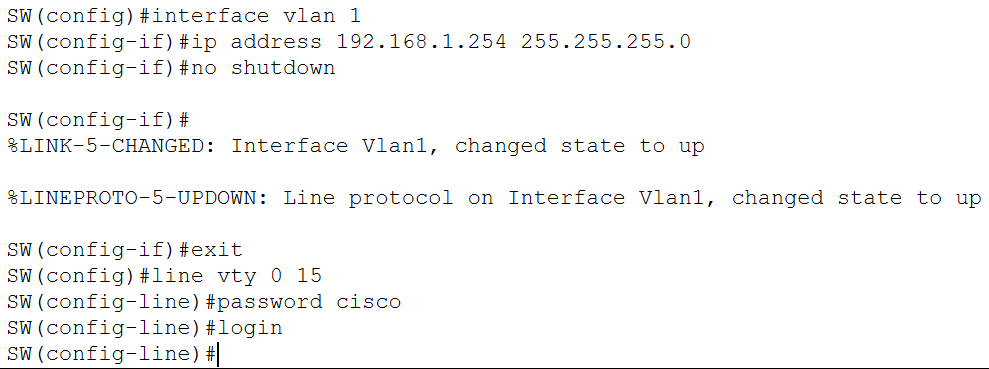 SW(config)#interface vlan 1
SW(config-if)#ip address 192.168.1.254 255.255.255.0
SW(config-if)#no shutdown
SW(config-if)#
%LINK-5-CHANGED: Interface Vlan1, changed state to up
%LINEPROTO-5-UPDOWN: Line protocol on Interface Vlan1, changed state to up
SW(config-if)#exit
SW(config)#line vty 0 15
SW(config-line)#password cisco
SW(config-line)#login
SW(config-line)#